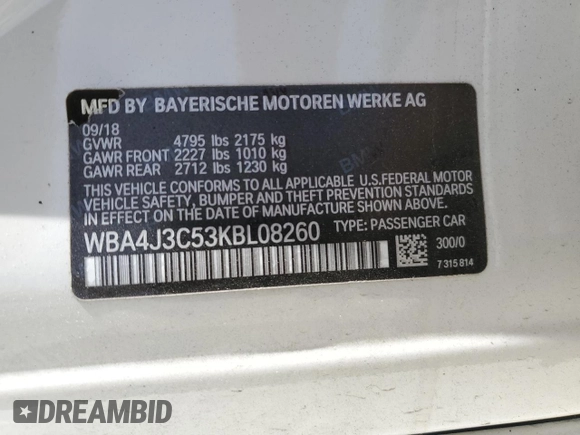 MFD BY BAYERISCHE MOTOREN WERKE AG
09/18
GVWR 4795 lbs 2175 kg
GAWR FRONT 2227 lbs 1010 kg
GAWR REAR 2712 lbs 1230 kg
THIS VEHICLE CONFORMS TO ALL APPLICABLE U.S.FEDERAL MOTOR
VEHICLE SAFETY, BUMPER AND THEFT PREVENTION STANDARDS
IN EFFECT ON THE DATE OF MANUFACTURE SHOWN ABOVE.
WBA4J3C53KBL08260 TYPE: PASSENGER CAR
300/0
7 315 814
DREAMBID